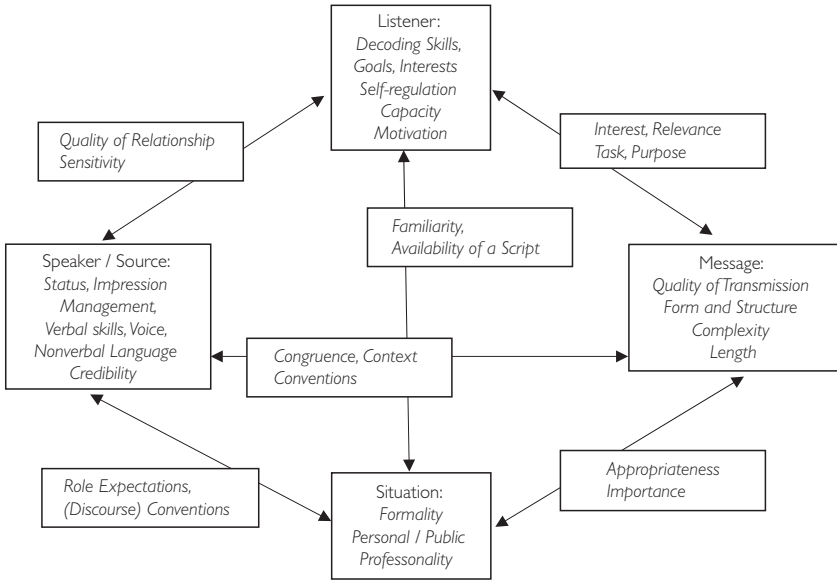 Listener:
Decoding Skills,
Goals, Interests
Self-regulation
Capacity
Motivation
Quality of Relationship
Sensitivity
Interest, Relevance
Task, Purpose
Familiarity,
Availability of a Script
Speaker / Source:
Status, Impression
Management,
Verbal skills, Voice,
Nonverbal Language
Credibility
Message:
Quality of Transmission
Form and Structure
Complexity
Length
Congruence, Context
Conventions
Role Expectations,
(Discourse) Conventions
Situation:
Formality
Personal / Public
Professonality
Appropriateness
Importance